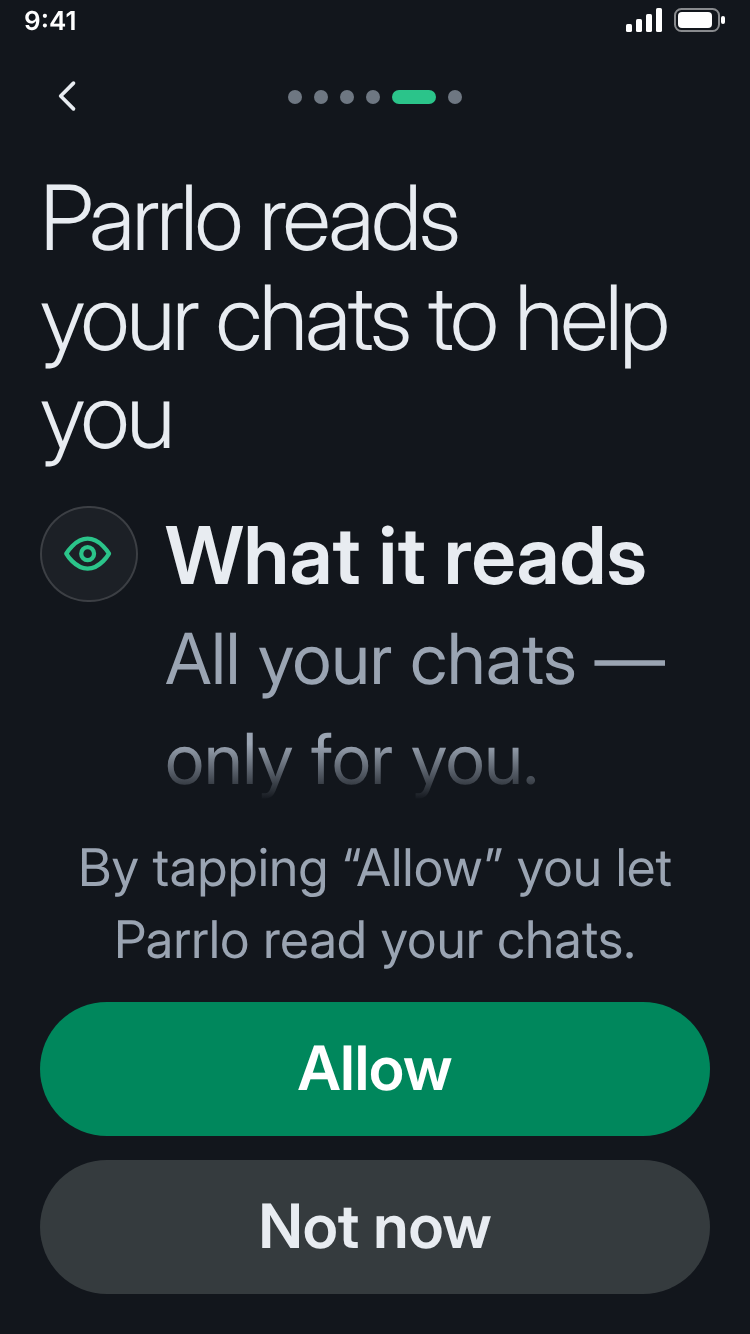 9:41
Parrlo reads
your chats to help
you
What it reads
All your chats —
only for you.
By tapping “Allow” you let
Parrlo read your chats.
Allow
Not now